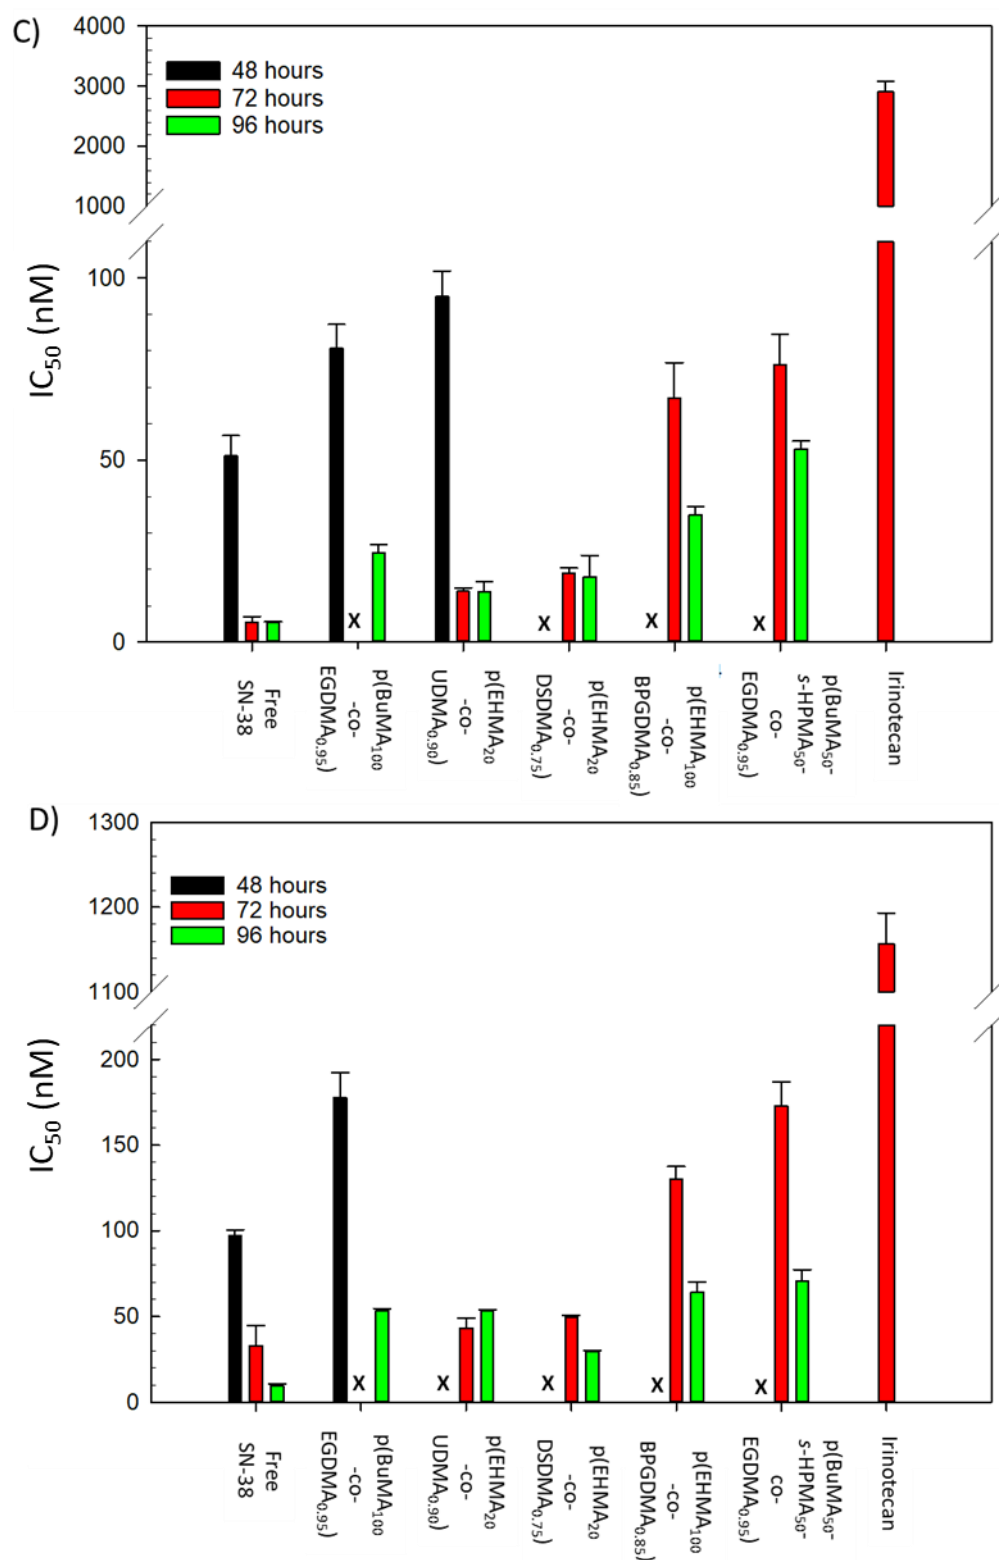 C)
4000
3000
2000
1000
100
50
0
IC₅₀ (nM)
48 hours
72 hours
96 hours
X
X
X
X
Free
SN-38
p(BuMA₁₀₀
-co-
EGDMA₀.₉₅)
p(EHMA₂₀
-co-
UDMA₀.₉₀)
p(EHMA₂₀
-co-
DSDMA₀.₇₅)
p(EHMA₁₀₀
-co-
BPGDMA₀.₈₅)
p(BuMA₅₀-
s-HPMA₅₀-
co-
EGDMA₀.₉₅)
Irinotecan
D)
1300
1200
1100
200
150
100
50
0
IC₅₀ (nM)
48 hours
72 hours
96 hours
X
X
X
X
X
Free
SN-38
p(BuMA₁₀₀
-co-
EGDMA₀.₉₅)
p(EHMA₂₀
-co-
UDMA₀.₉₀)
p(EHMA₂₀
-co-
DSDMA₀.₇₅)
p(EHMA₁₀₀
-co-
BPGDMA₀.₈₅)
p(BuMA₅₀-
s-HPMA₅₀-
co-
EGDMA₀.₉₅)
Irinotecan